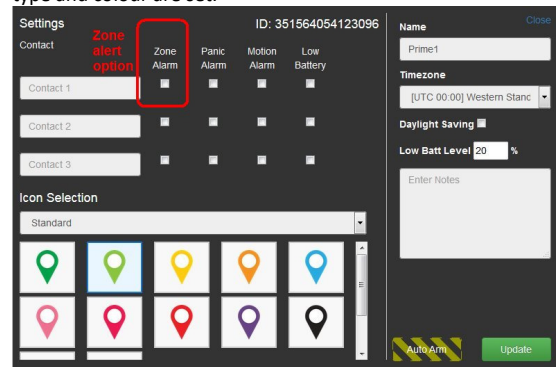 type and colour are set.
Settings
ID: 351564054123096
Contact
Zone alert option
Zone Alarm
Panic Alarm
Motion Alarm
Low Battery
Contact 1
Contact 2
Contact 3
Icon Selection
Standard
Close
Name
Prime1
Timezone
[UTC 00:00] Western Stanc
Daylight Saving
Low Batt Level 20 %
Enter Notes
Auto Arm
Update